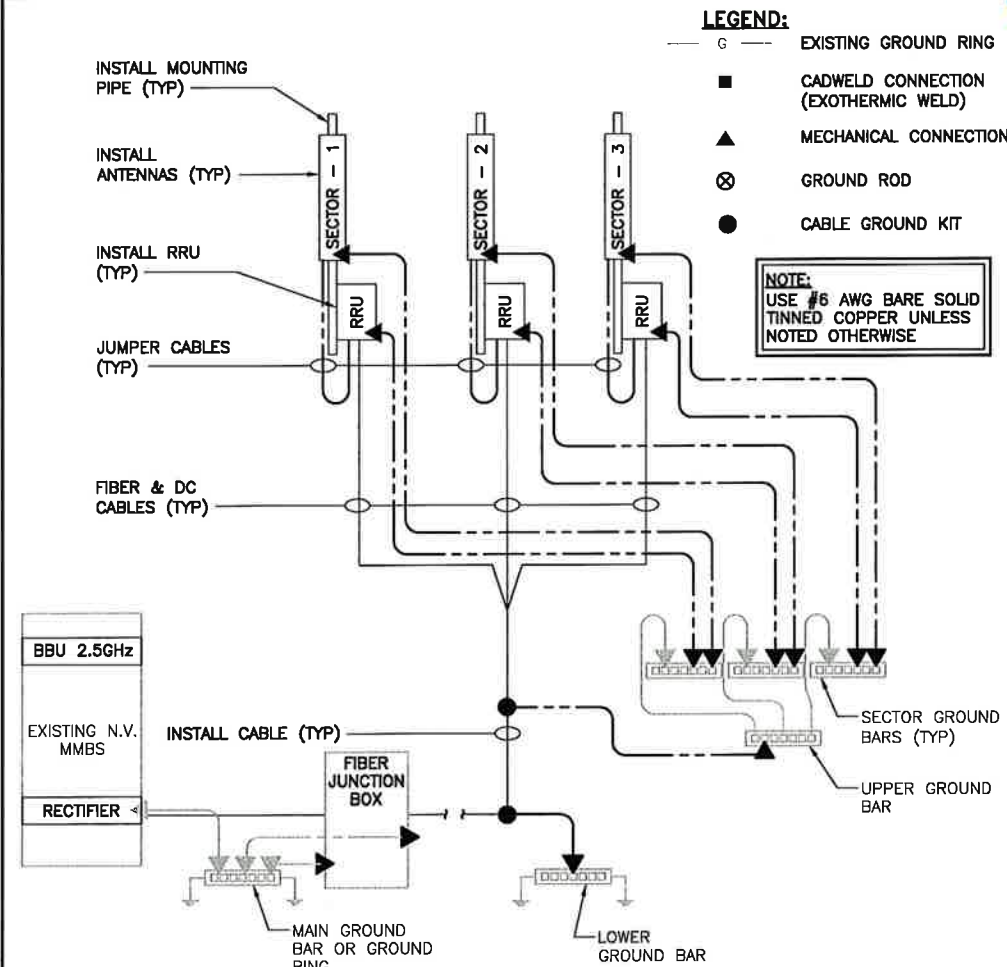 LEGEND:
G EXISTING GROUND RING
CADWELD CONNECTION
(EXOTHERMIC WELD)
MECHANICAL CONNECTION
GROUND ROD
CABLE GROUND KIT
NOTE:
USE #6 AWG BARE SOLID
TINNED COPPER UNLESS
NOTED OTHERWISE
INSTALL MOUNTING
PIPE (TYP)
INSTALL
ANTENNAS (TYP)
INSTALL RRU
(TYP)
JUMPER CABLES
(TYP)
FIBER & DC
CABLES (TYP)
SECTOR - 1
SECTOR - 2
SECTOR - 3
RRU
RRU
RRU
BBU 2.5GHz
EXISTING N.V.
MMBS
RECTIFIER
INSTALL CABLE (TYP)
FIBER
JUNCTION
BOX
SECTOR GROUND
BARS (TYP)
UPPER GROUND
BAR
MAIN GROUND
BAR OR GROUND
RING
LOWER
GROUND BAR